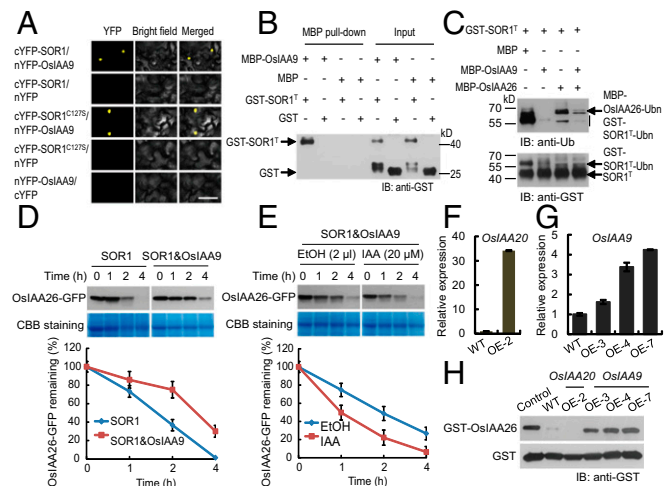 A
YFP Bright field Merged
cYFP-SOR1/
nYFP-OsIAA9
cYFP-SOR1/
nYFP
cYFP-SOR1C127S/
nYFP-OsIAA9
cYFP-SOR1C127S/
nYFP
nYFP-OsIAA9/
cYFP
B
MBP pull-down Input
MBP-OsIAA9 + + - - + + - -
MBP - - + + - - + +
GST-SOR1T + - + - + - + -
GST - + - + - + - +
kD
GST-SOR1T
40
GST
25
IB: anti-GST
C
GST-SOR1T + + + +
MBP + - - -
MBP-OsIAA9 - + - +
MBP-OsIAA26 - - + +
kD
70
55
MBP-
OsIAA26-Ubn
GST-
SOR1T-Ubn
IB: anti-Ub
70
55
40
GST-
SOR1T-Ubn
SOR1T
IB: anti-GST
D
SOR1 SOR1&OsIAA9
Time (h) 0 1 2 4 0 1 2 4
OsIAA26-GFP
CBB staining
OsIAA26-GFP remaining (%)
120
100
80
60
40
20
0
SOR1
SOR1&OsIAA9
0 1 2 4
Time (h)
E
SOR1&OsIAA9
EtOH (2 µl) IAA (20 µM)
Time (h) 0 1 2 4 0 1 2 4
OsIAA26-GFP
CBB staining
OsIAA26-GFP remaining (%)
120
100
80
60
40
20
0
EtOH
IAA
0 1 2 4
Time (h)
F
OsIAA20
Relative expression
40
30
20
10
0
WT
OE-2
G
OsIAA9
Relative expression
5
4
3
2
1
0
WT
OE-3
OE-4
OE-7
H
OsIAA20 OsIAA9
Control WT OE-2 OE-3 OE-4 OE-7
GST-OsIAA26
GST
IB: anti-GST